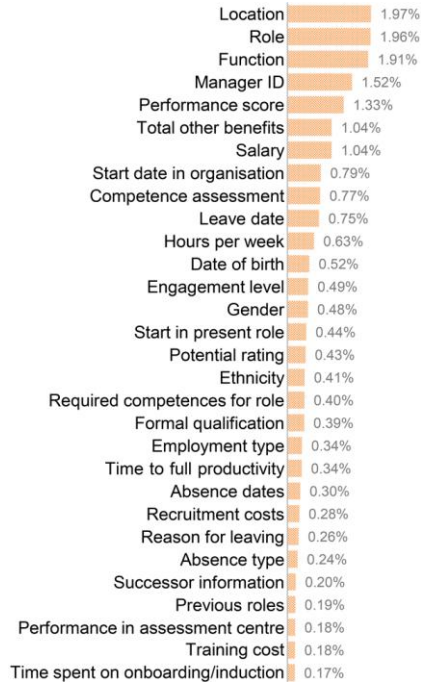 Location 1.97%
Role 1.96%
Function 1.91%
Manager ID 1.52%
Performance score 1.33%
Total other benefits 1.04%
Salary 1.04%
Start date in organisation 0.79%
Competence assessment 0.77%
Leave date 0.75%
Hours per week 0.63%
Date of birth 0.52%
Engagement level 0.49%
Gender 0.48%
Start in present role 0.44%
Potential rating 0.43%
Ethnicity 0.41%
Required competences for role 0.40%
Formal qualification 0.39%
Employment type 0.34%
Time to full productivity 0.34%
Absence dates 0.30%
Recruitment costs 0.28%
Reason for leaving 0.26%
Absence type 0.24%
Successor information 0.20%
Previous roles 0.19%
Performance in assessment centre 0.18%
Training cost 0.18%
Time spent on onboarding/induction 0.17%